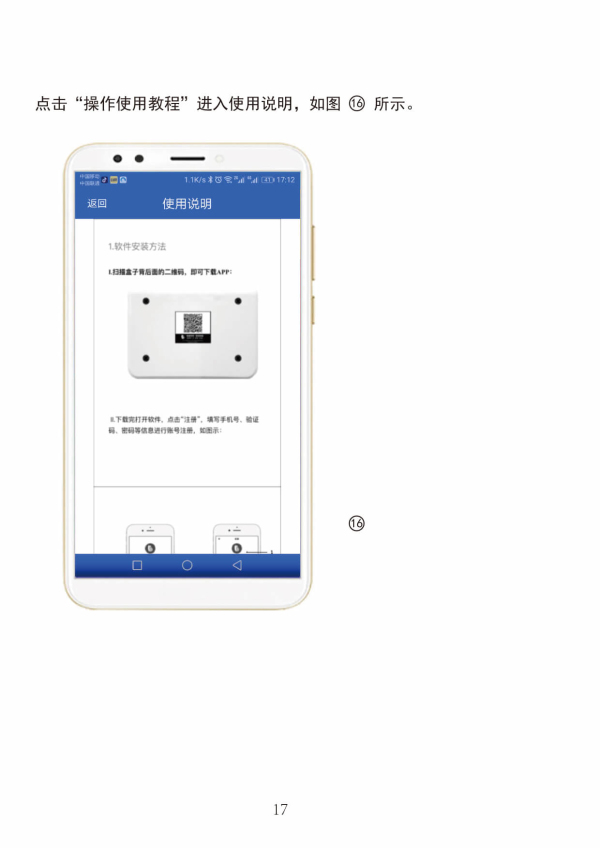 点击“操作使用教程”进入使用说明，如图 ⑯ 所示。
中国移动
中国联通
1.1K/s
17:12
返回
使用说明
1.软件安装方法
I.扫描盒子背后面的二维码，即可下载APP：
II.下载完打开软件，点击“注册”，填写手机号、验证
码、密码等信息进行账号注册，如图示：
⑯
17